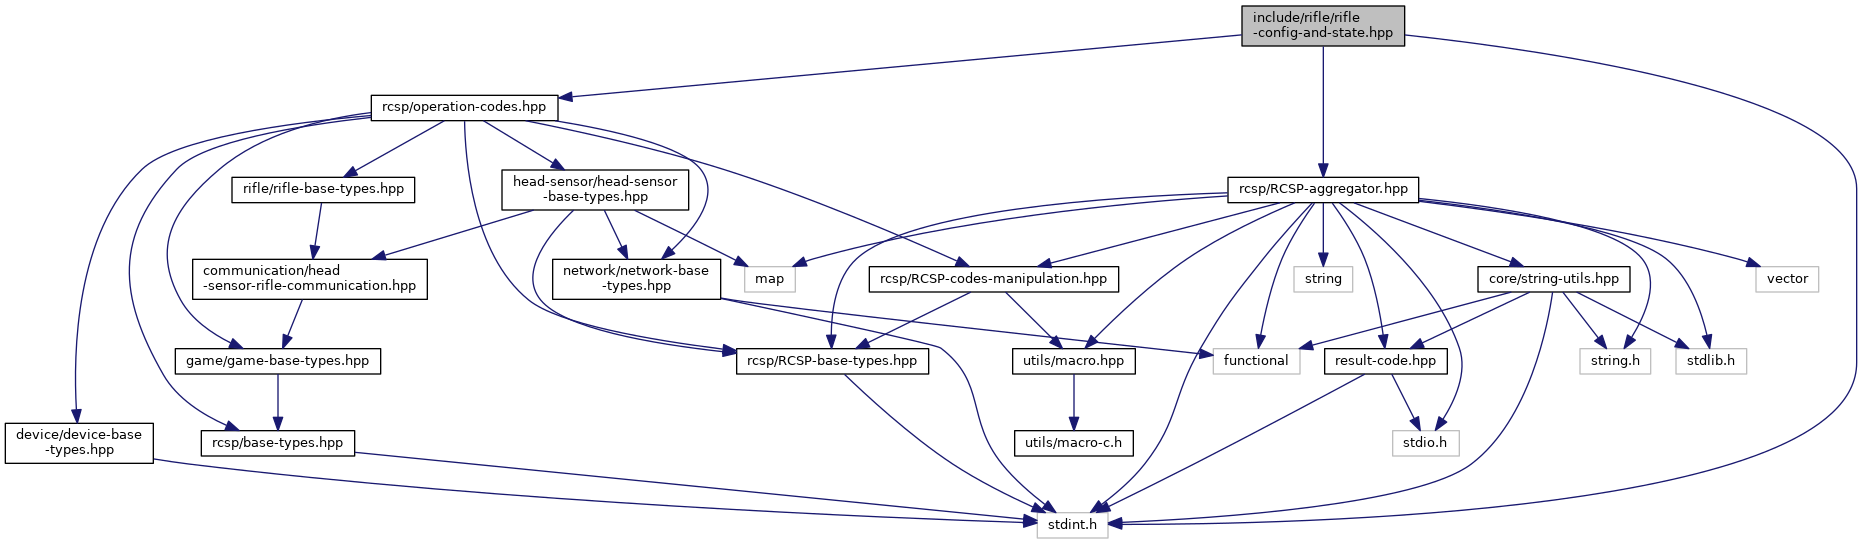 include/rifle/rifle
-config-and-state.hpp
rcsp/operation-codes.hpp
rifle/rifle-base-types.hpp
head-sensor/head-sensor
-base-types.hpp
rcsp/RCSP-aggregator.hpp
communication/head
-sensor-rifle-communication.hpp
network/network-base
-types.hpp
map
rcsp/RCSP-codes-manipulation.hpp
string
core/string-utils.hpp
vector
game/game-base-types.hpp
rcsp/RCSP-base-types.hpp
utils/macro.hpp
functional
result-code.hpp
string.h
stdlib.h
device/device-base
-types.hpp
rcsp/base-types.hpp
utils/macro-c.h
stdio.h
stdint.h